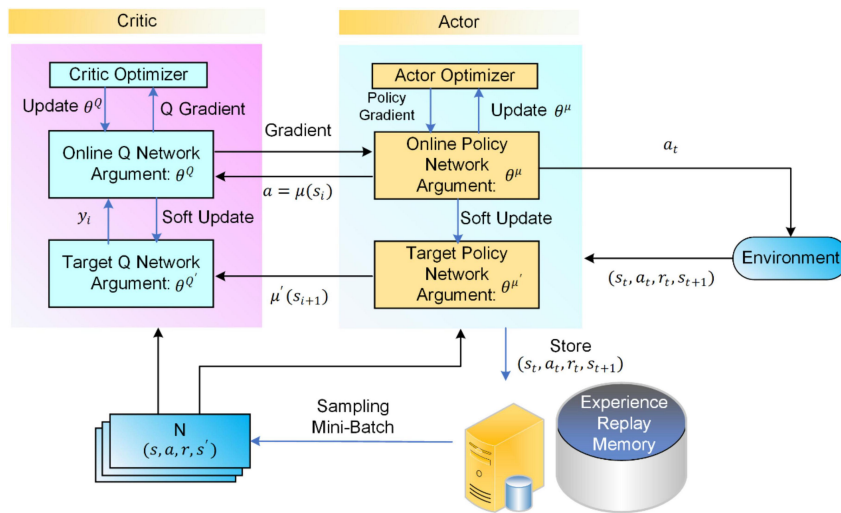 Critic
Actor
Critic Optimizer
Update θ^Q
Q Gradient
Online Q Network
Argument: θ^Q
y_i
Soft Update
Target Q Network
Argument: θ^Q'
Gradient
a = μ(s_i)
μ'(s_{i+1})
Actor Optimizer
Policy
Gradient
Update θ^μ
Online Policy
Network
Argument: θ^μ
Soft Update
Target Policy
Network
Argument: θ^μ'
a_t
Environment
(s_t, a_t, r_t, s_{t+1})
Store
(s_t, a_t, r_t, s_{t+1})
N
(s, a, r, s')
Sampling
Mini-Batch
Experience
Replay
Memory